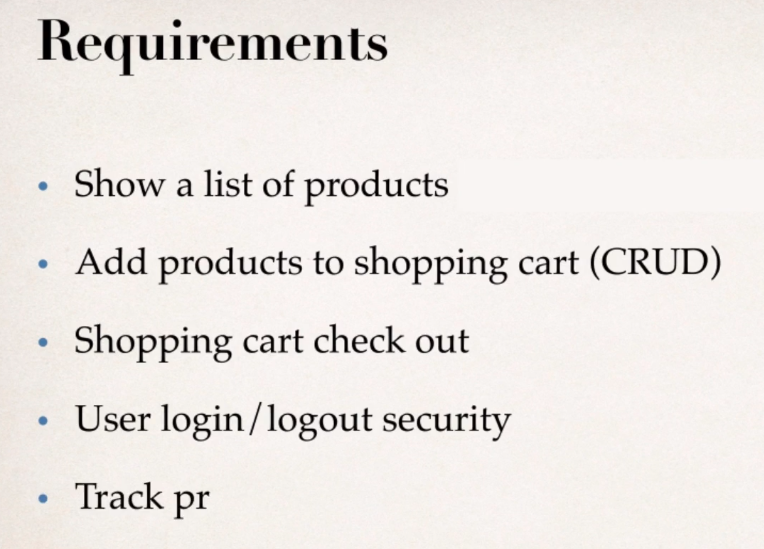 Requirements
• Show a list of products
• Add products to shopping cart (CRUD)
• Shopping cart check out
• User login/logout security
• Track pr